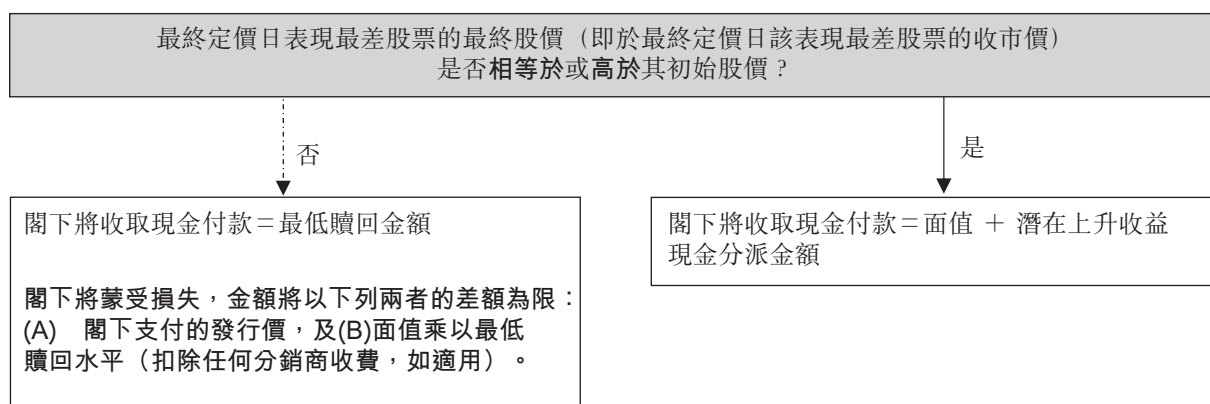 最終定價日表現最差股票的最終股價（即於最終定價日該表現最差股票的收市價）
是否相等於或高於其初始股價？
否
是
閣下將收取現金付款＝最低贖回金額
閣下將蒙受損失，金額將以下列兩者的差額為限：
(A) 閣下支付的發行價，及(B)面值乘以最低
贖回水平（扣除任何分銷商收費，如適用）。
閣下將收取現金付款＝面值 ＋ 潛在上升收益
現金分派金額